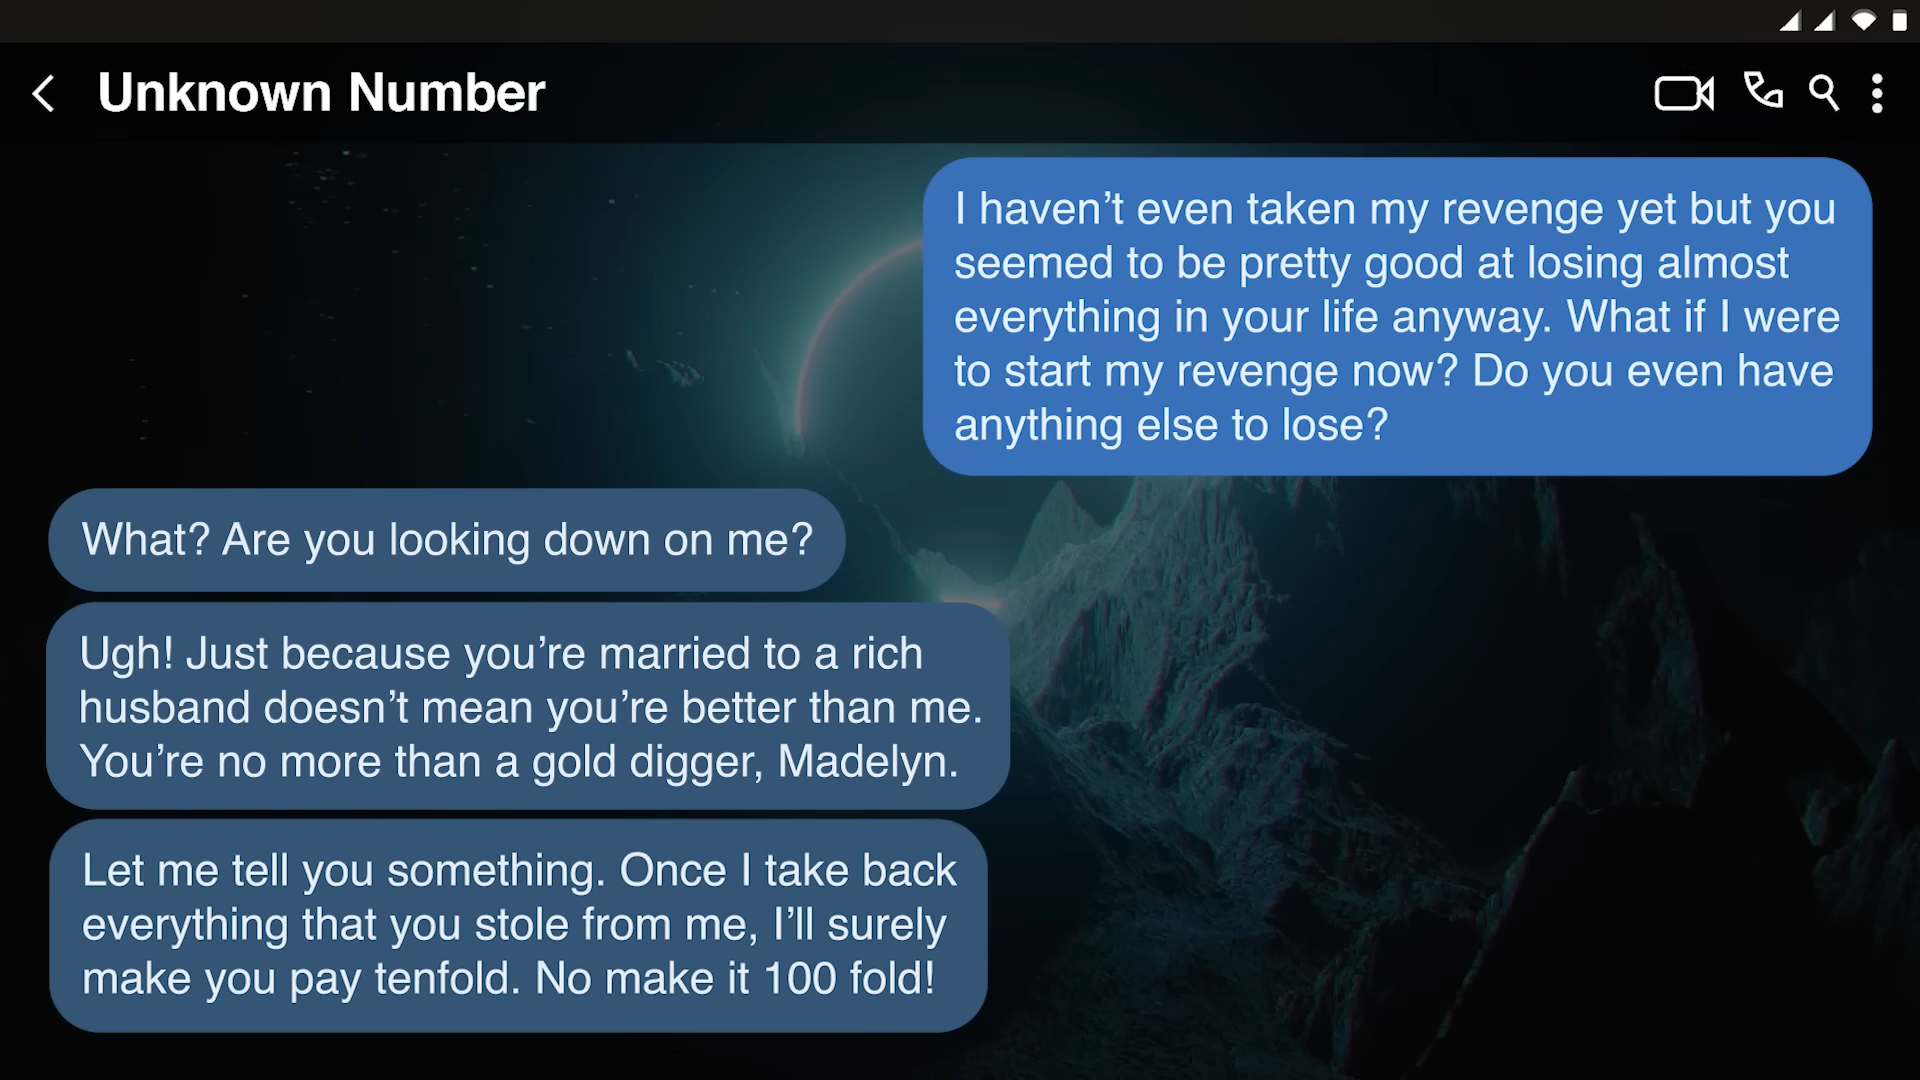 Unknown Number
I haven’t even taken my revenge yet but you
seemed to be pretty good at losing almost
everything in your life anyway. What if I were
to start my revenge now? Do you even have
anything else to lose?
What? Are you looking down on me?
Ugh! Just because you’re married to a rich
husband doesn’t mean you’re better than me.
You’re no more than a gold digger, Madelyn.
Let me tell you something. Once I take back
everything that you stole from me, I’ll surely
make you pay tenfold. No make it 100 fold!